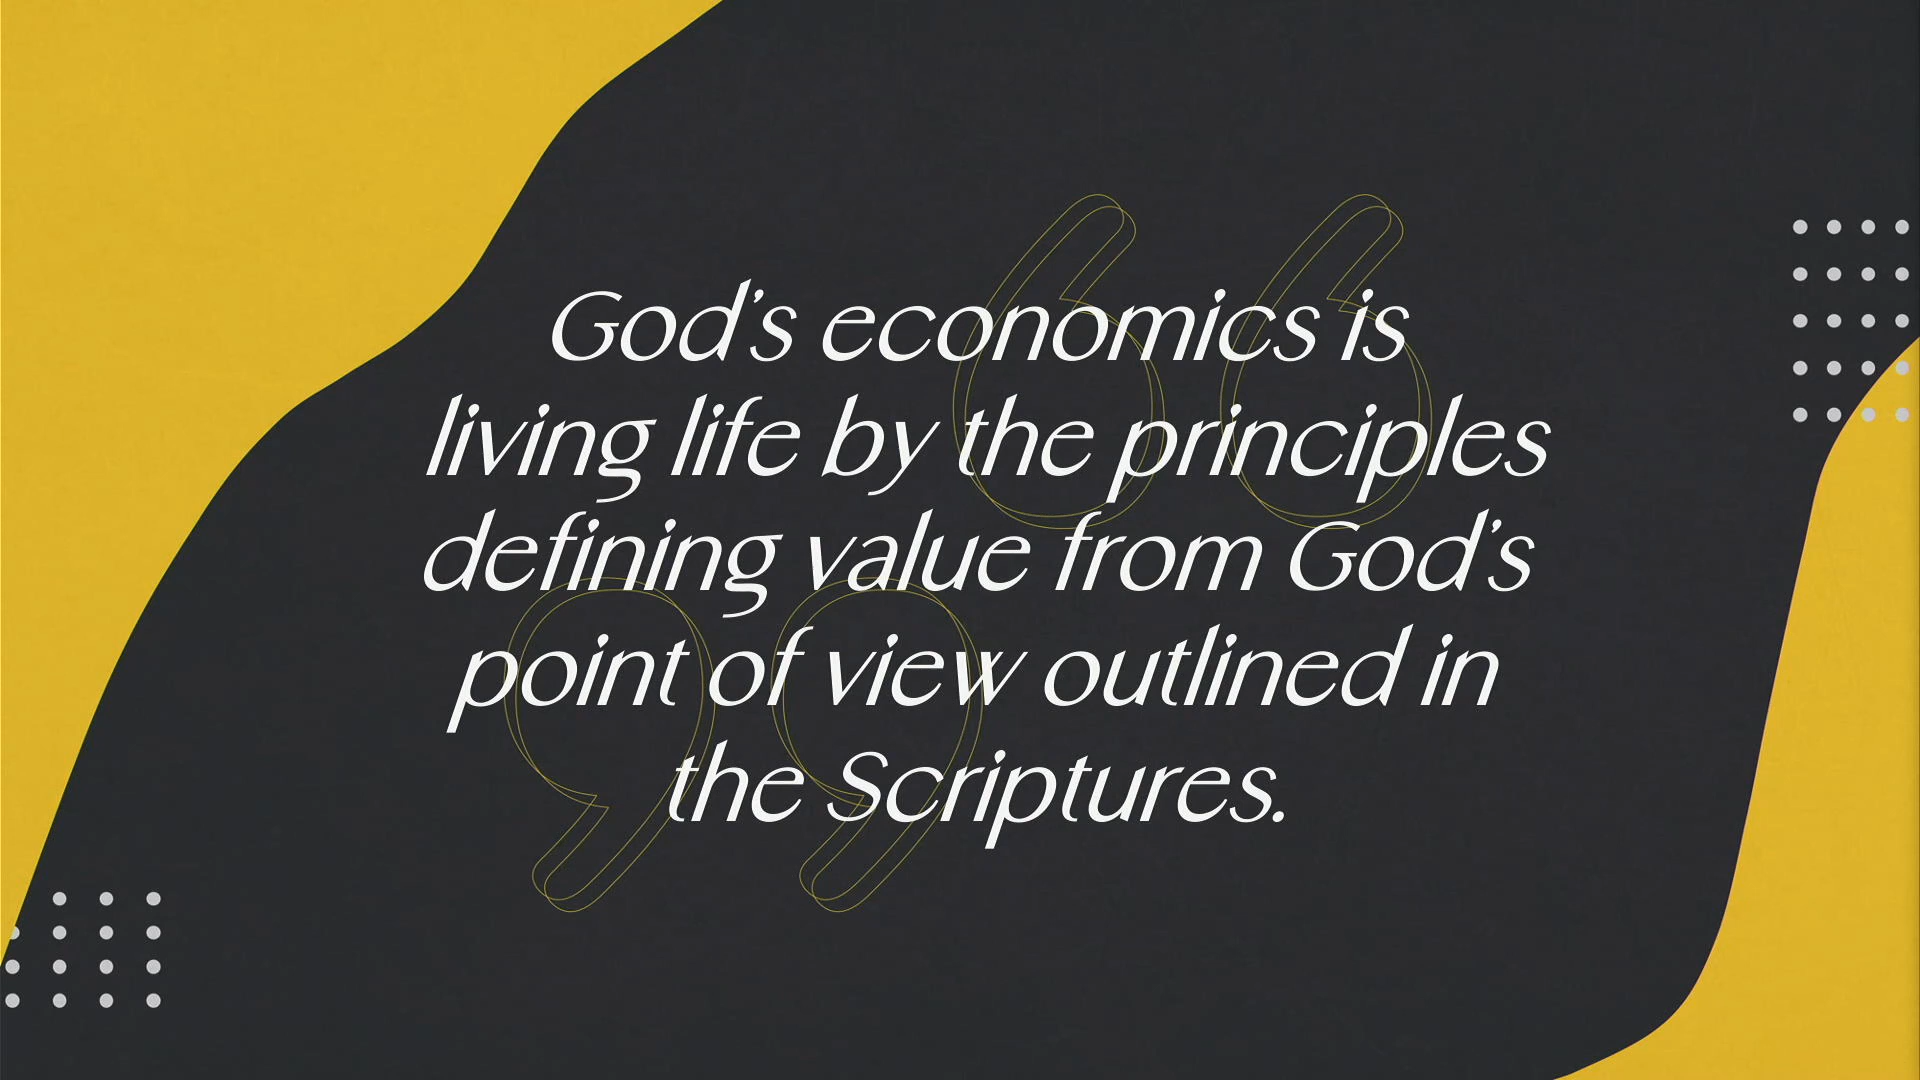 God's economics is
living life by the principles
defining value from God's
point of view outlined in
the Scriptures.